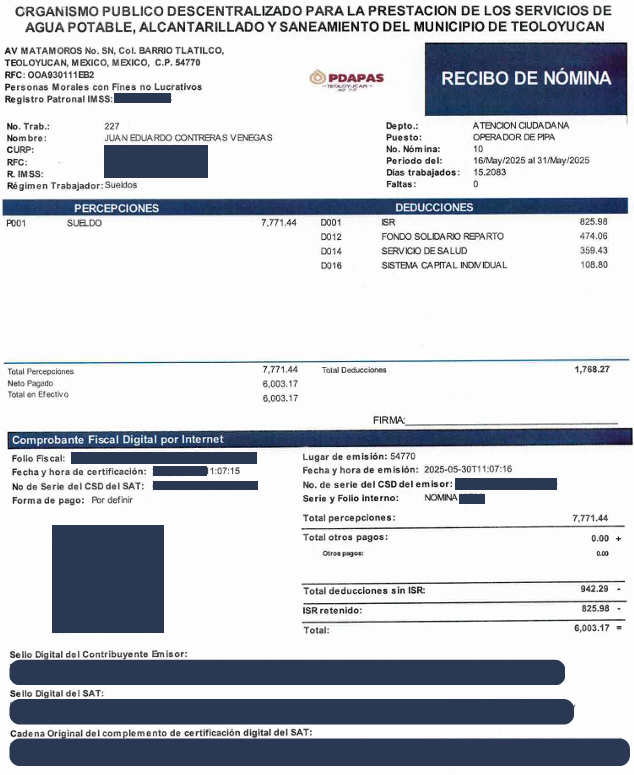 ORGANISMO PUBLICO DESCENTRALIZADO PARA LA PRESTACION DE LOS SERVICIOS DE
AGUA POTABLE, ALCANTARILLADO Y SANEAMIENTO DEL MUNICIPIO DE TEOLOYUCAN
AV MATAMOROS No. SN, Col. BARRIO TLATILCO,
TEOLOYUCAN, MEXICO, MEXICO, C.P. 54770
RFC: OOA930111EB2
Personas Morales con Fines no Lucrativos
Registro Patronal IMSS:
PDAPAS
TEOLOYUCAN
RECIBO DE NÓMINA
No. Trab.: 227
Nombre: JUAN EDUARDO CONTRERAS VENEGAS
CURP:
RFC:
R. IMSS:
Régimen Trabajador: Sueldos
Depto.: ATENCION CIUDADANA
Puesto: OPERADOR DE PIPA
No. Nómina: 10
Periodo del: 16/May/2025 al 31/May/2025
Días trabajados: 15.2083
Faltas: 0
PERCEPCIONES DEDUCCIONES
P001 SUELDO 7,771.44 D001 ISR 825.98
D012 FONDO SOLIDARIO REPARTO 474.06
D014 SERVICIO DE SALUD 359.43
D016 SISTEMA CAPITAL INDIVIDUAL 108.80
Total Percepciones 7,771.44 Total Deducciones 1,768.27
Neto Pagado 6,003.17
Total en Efectivo 6,003.17
FIRMA:
Comprobante Fiscal Digital por Internet
Folio Fiscal:
Fecha y hora de certificación: 1:07:15
No de Serie del CSD del SAT:
Forma de pago: Por definir
Lugar de emisión: 54770
Fecha y hora de emisión: 2025-05-30T11:07:16
No. de serie del CSD del emisor:
Serie y Folio interno: NOMINA
Total percepciones: 7,771.44
Total otros pagos: 0.00 +
Otros pagos: 0.00
Total deducciones sin ISR: 942.29 -
ISR retenido: 825.98 -
Total: 6,003.17 =
Sello Digital del Contribuyente Emisor:
Sello Digital del SAT:
Cadena Original del complemento de certificación digital del SAT: